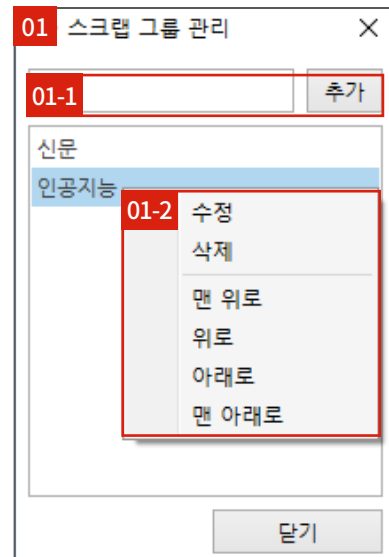 01 스크랩 그룹 관리
01-1 추가
신문
인공지능
01-2 수정
삭제
맨 위로
위로
아래로
맨 아래로
닫기